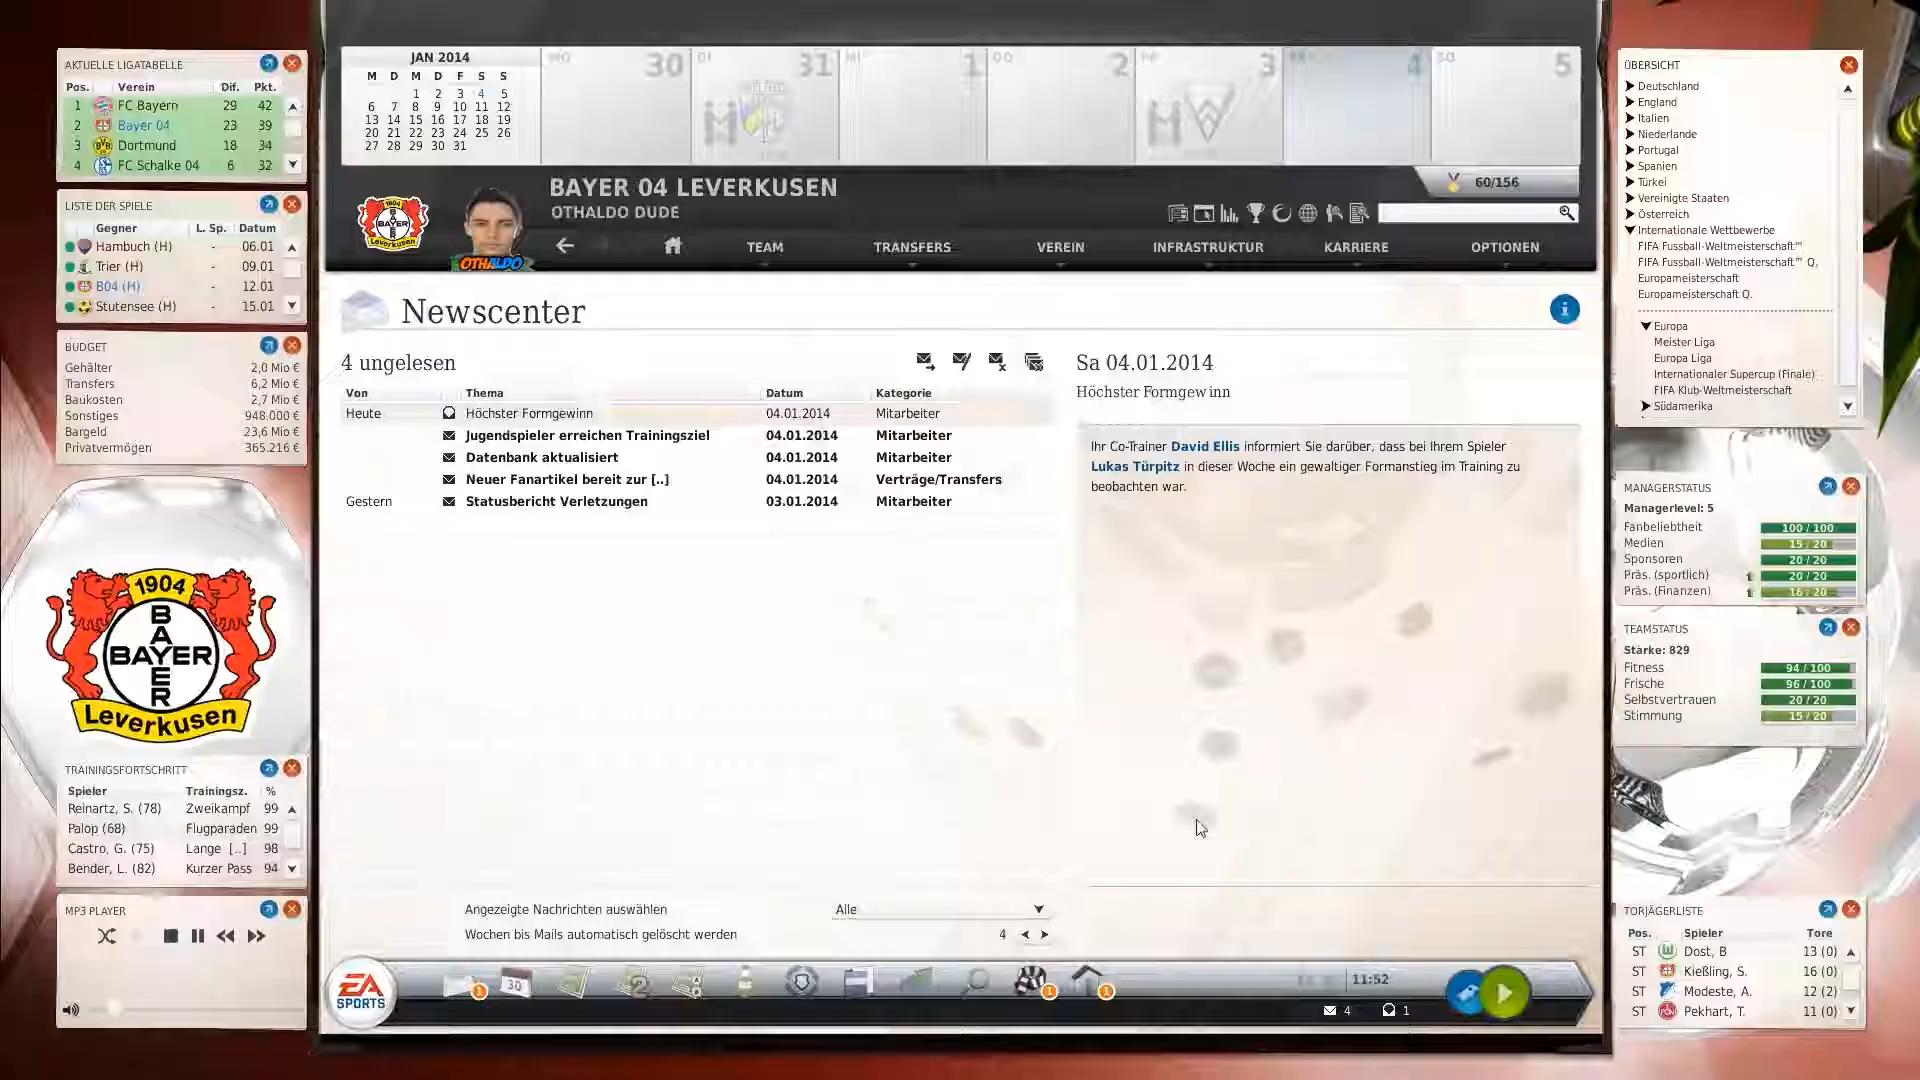 AKTUELLE LIGATABELLE
Pos. Verein Dif. Pkt.
1 FC Bayern 29 42
2 Bayer 04 23 39
3 Dortmund 18 34
4 FC Schalke 04 6 32
LISTE DER SPIELE
Gegner L. Sp. Datum
Hambuch (H) - 06.01
Trier (H) - 09.01
B04 (H) - 12.01
Stutensee (H) - 15.01
BUDGET
Gehälter 2,0 Mio €
Transfers 6,2 Mio €
Baukosten 2,7 Mio €
Sonstiges 948.000 €
Bargeld 23,6 Mio €
Privatvermögen 365.216 €
1904
BAYER
BAYER
Leverkusen
TRAININGSFORTSCHRITT
Spieler Trainingsz. %
Reinartz, S. (78) Zweikampf 99
Palop (68) Flugparaden 99
Castro, G. (75) Lange [..] 98
Bender, L. (82) Kurzer Pass 94
MP3 PLAYER
JAN 2014
M D M D F S S
1 2 3 4 5
6 7 8 9 10 11 12
13 14 15 16 17 18 19
20 21 22 23 24 25 26
27 28 29 30 31
MO 30
DI 31
MI 1
DO 2
FR 3
4
SO 5
H
H
60/156
BAYER 04 LEVERKUSEN
OTHALDO DUDE
OTHALDO
TEAM
TRANSFERS
VEREIN
INFRASTRUKTUR
KARRIERE
OPTIONEN
Newscenter
4 ungelesen
Von Thema Datum Kategorie
Heute Höchster Formgewinn 04.01.2014 Mitarbeiter
Jugendspieler erreichen Trainingsziel 04.01.2014 Mitarbeiter
Datenbank aktualisiert 04.01.2014 Mitarbeiter
Neuer Fanartikel bereit zur [..] 04.01.2014 Verträge/Transfers
Gestern Statusbericht Verletzungen 03.01.2014 Mitarbeiter
Sa 04.01.2014
Höchster Formgewinn
Ihr Co-Trainer David Ellis informiert Sie darüber, dass bei Ihrem Spieler
Lukas Türpitz in dieser Woche ein gewaltiger Formanstieg im Training zu
beobachten war.
Angezeigte Nachrichten auswählen Alle
Wochen bis Mails automatisch gelöscht werden 4
EA
SPORTS
1
30
1
1
11:52
4 1
ÜBERSICHT
Deutschland
England
Italien
Niederlande
Portugal
Spanien
Türkei
Vereinigte Staaten
Österreich
Internationale Wettbewerbe
FIFA Fussball-Weltmeisterschaft™
FIFA Fussball-Weltmeisterschaft™ Q.
Europameisterschaft
Europameisterschaft Q.
Europa
Meister Liga
Europa Liga
Internationaler Supercup (Finale)
FIFA Klub-Weltmeisterschaft
Südamerika
MANAGERSTATUS
Managerlevel: 5
Fanbeliebtheit 100 / 100
Medien 15 / 20
Sponsoren 20 / 20
Präs. (sportlich) 20 / 20
Präs. (Finanzen) 16 / 20
TEAMSTATUS
Stärke: 829
Fitness 94 / 100
Frische 96 / 100
Selbstvertrauen 20 / 20
Stimmung 15 / 20
TORJÄGERLISTE
Pos. Spieler Tore
ST Dost, B 13 (0)
ST Kießling, S. 16 (0)
ST Modeste, A. 12 (2)
ST Pekhart, T. 11 (0)